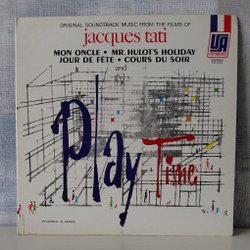 ORIGINAL SOUNDTRACK MUSIC FROM THE FILMS OF
jacques tati
MON ONCLE • MR. HULOT'S HOLIDAY
JOUR DE FÊTE • COURS DU SOIR
and
Play
Time